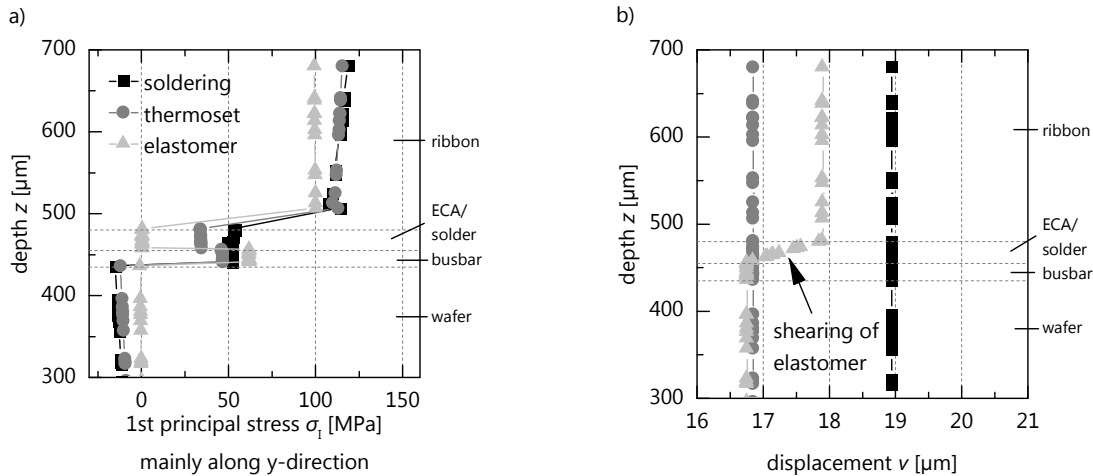 a)
700
600
500
400
300
depth z [µm]
soldering
thermoset
elastomer
ribbon
ECA/
solder
busbar
wafer
0 50 100 150
1st principal stress σI [MPa]
mainly along y-direction
b)
700
600
500
400
300
depth z [µm]
ribbon
ECA/
solder
busbar
wafer
shearing of
elastomer
16 17 18 19 20 21
displacement v [µm]